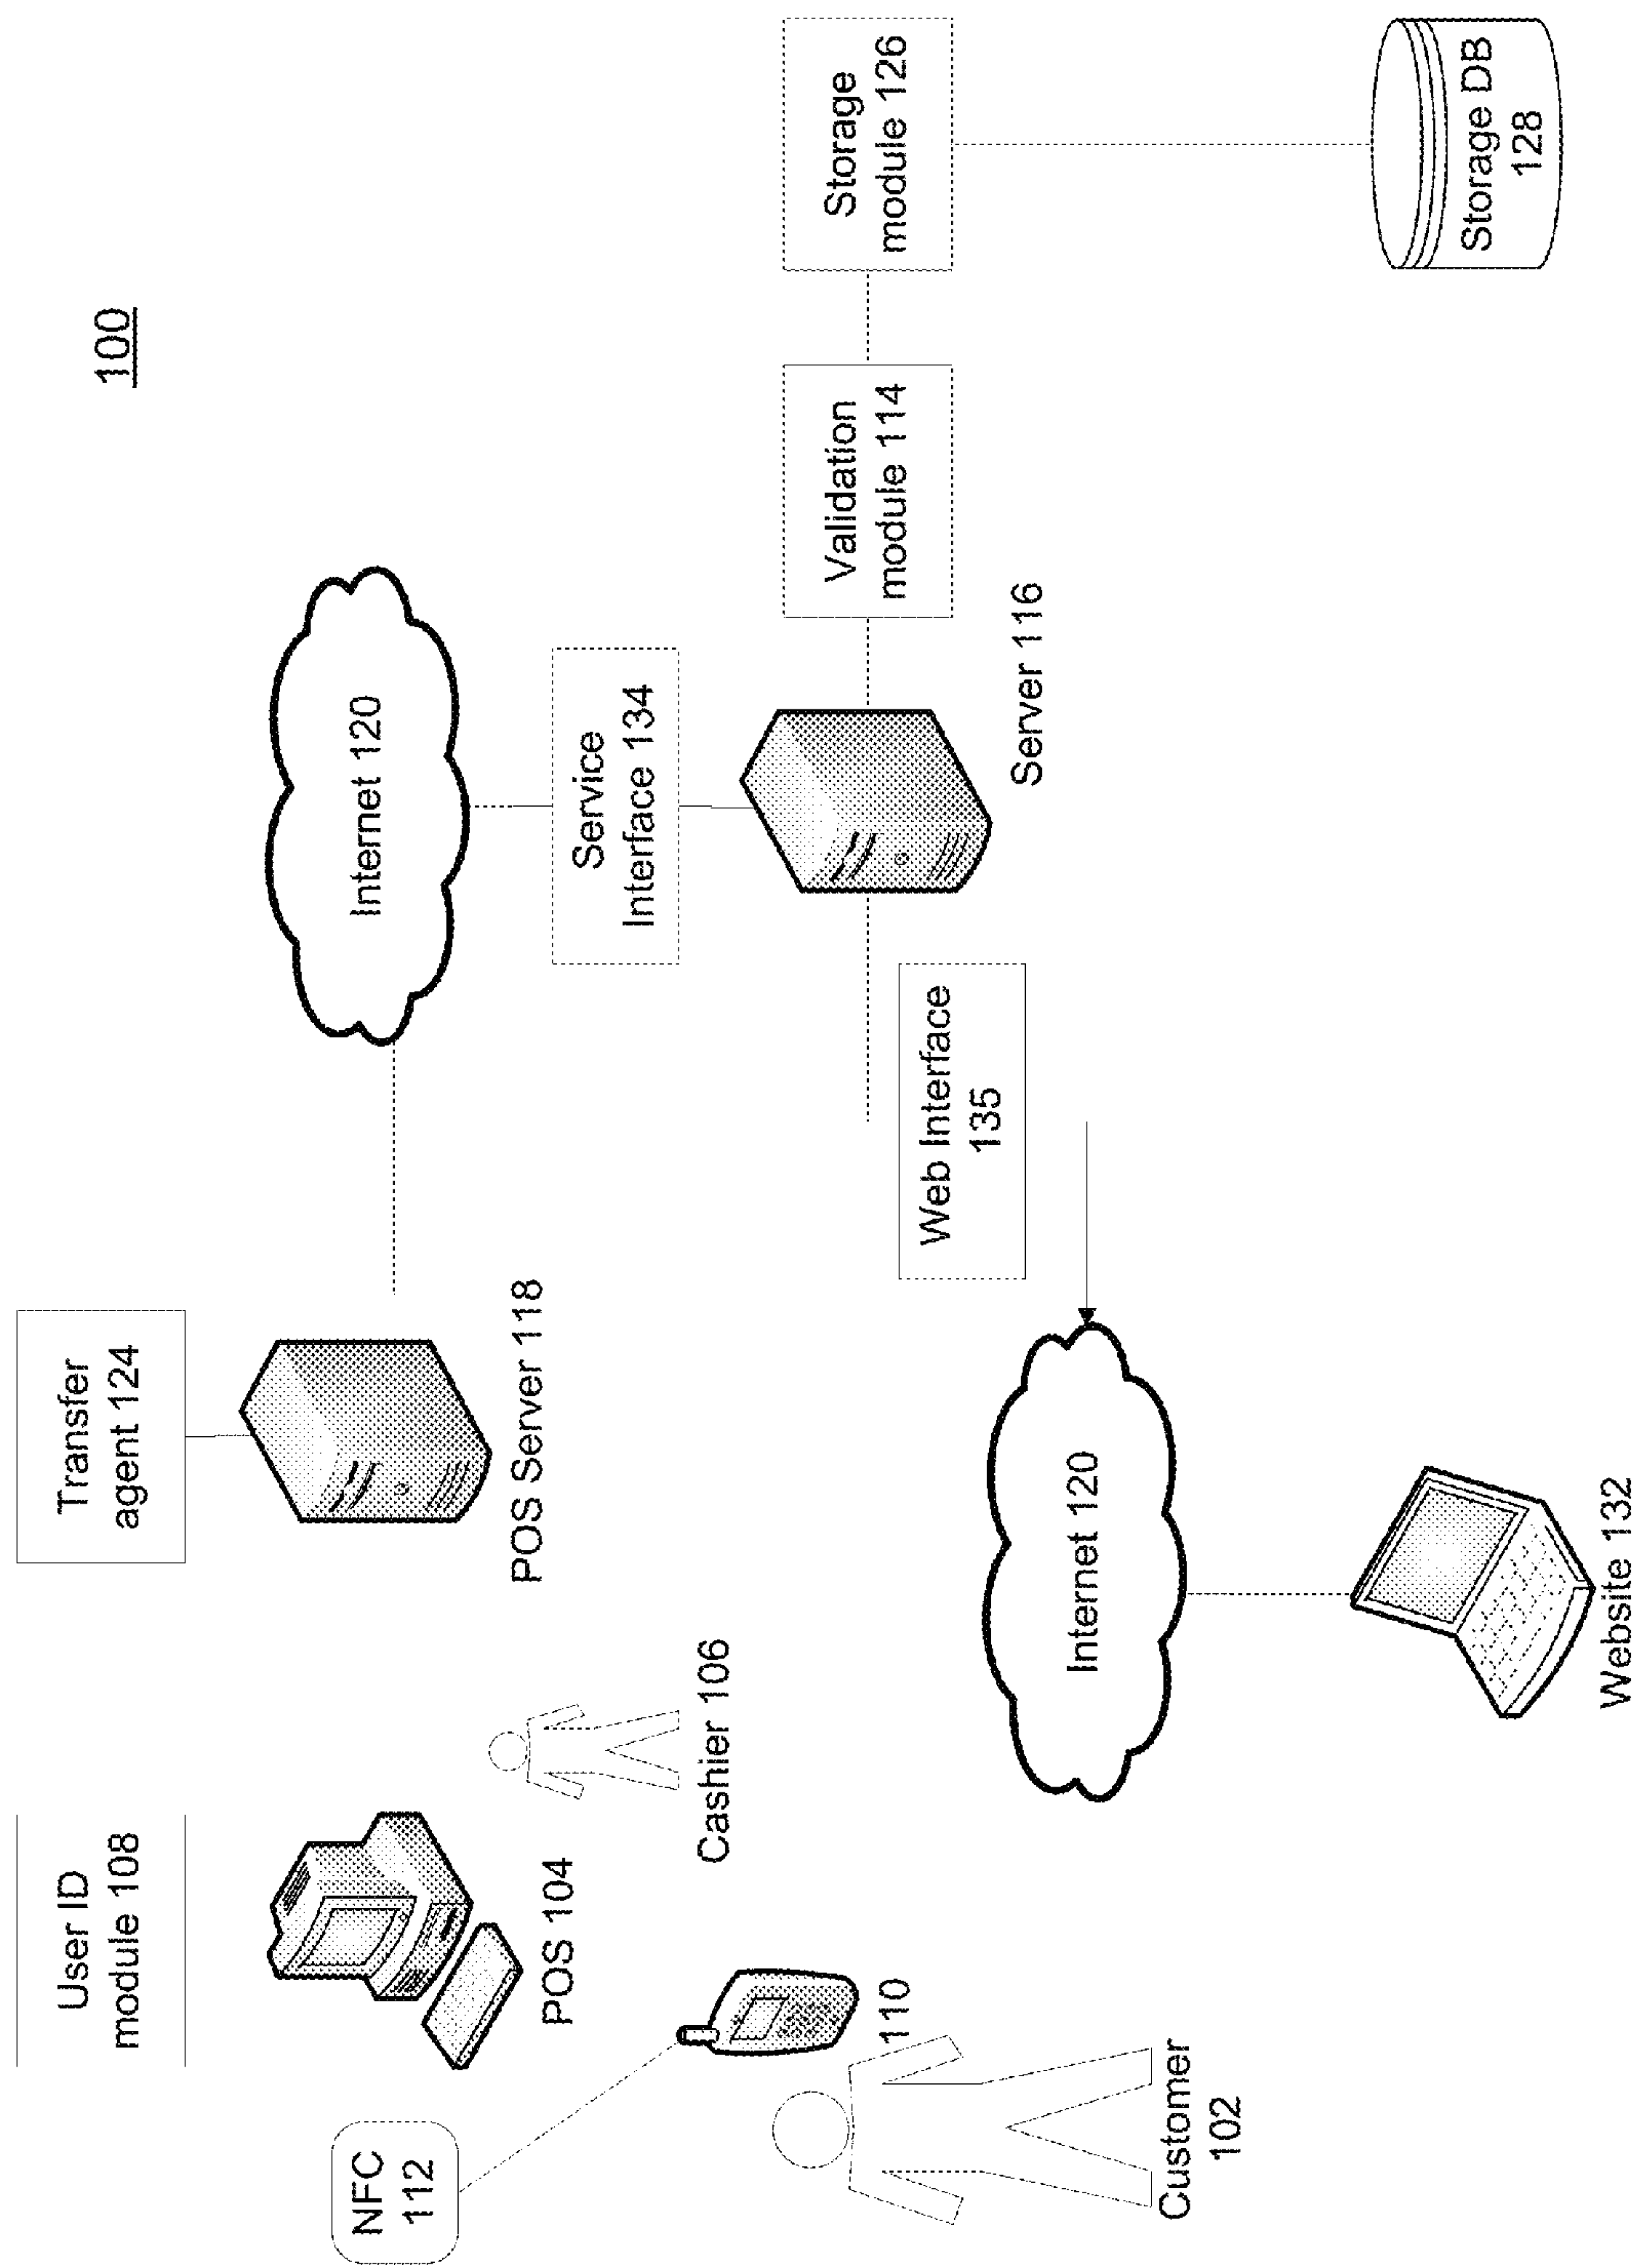 100
User ID
module 108
Transfer
agent 124
NFC
112
POS 104
POS Server 118
Internet 120
Cashier 106
110
Customer
102
Service
Interface 134
Server 116
Validation
module 114
Storage
module 126
Web Interface
135
Internet 120
Website 132
Storage DB
128